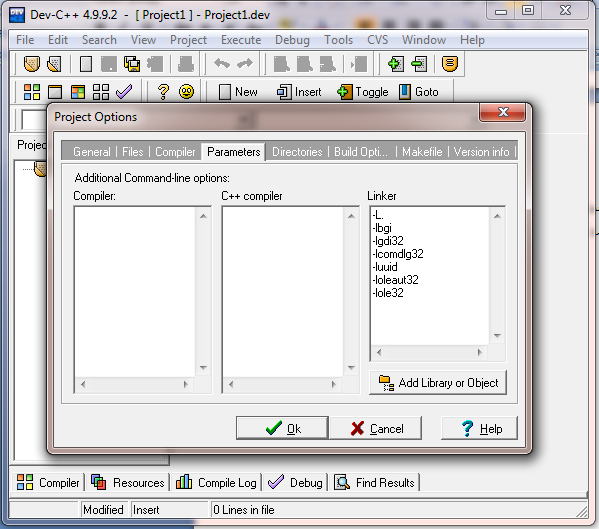 Dev-C++ 4.9.9.2 - [ Project1 ] - Project1.dev
File Edit Search View Project Execute Debug Tools CVS Window Help
New Insert Toggle Goto
Project Options
General Files Compiler Parameters Directories Build Opti... Makefile Version info
Additional Command-line options:
Compiler: C++ compiler Linker
-L.
-lbgi
-lgdi32
-lcomdlg32
-luuid
-loleaut32
-lole32
Add Library or Object
Ok Cancel Help
Compiler Resources Compile Log Debug Find Results
Modified Insert 0 Lines in file